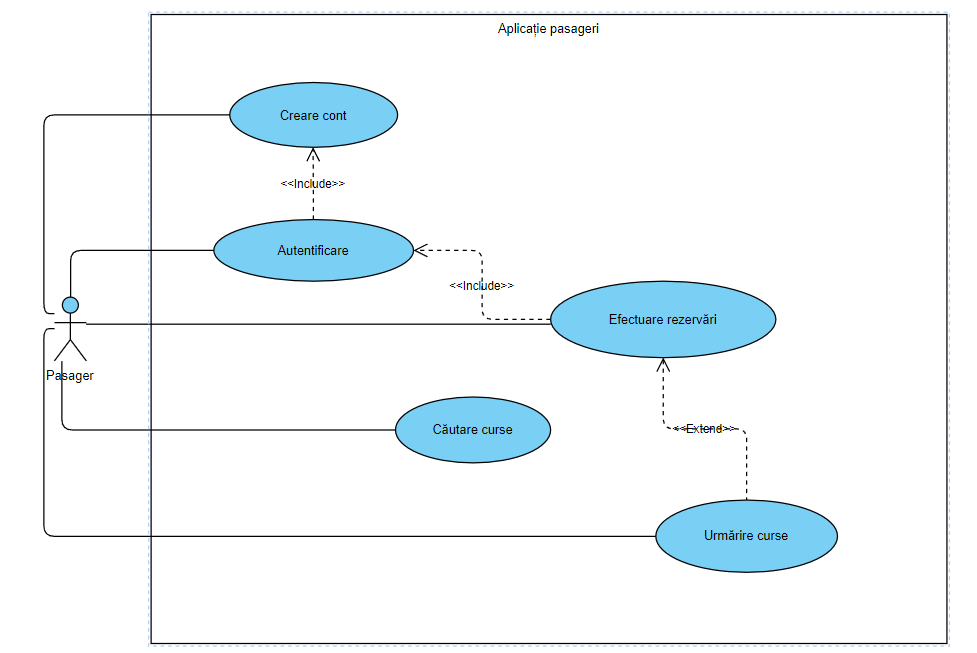 Aplicație pasageri
Creare cont
<<Include>>
Autentificare
<<Include>>
Efectuare rezervări
Pasager
Căutare curse
<<Extend>>
Urmărire curse